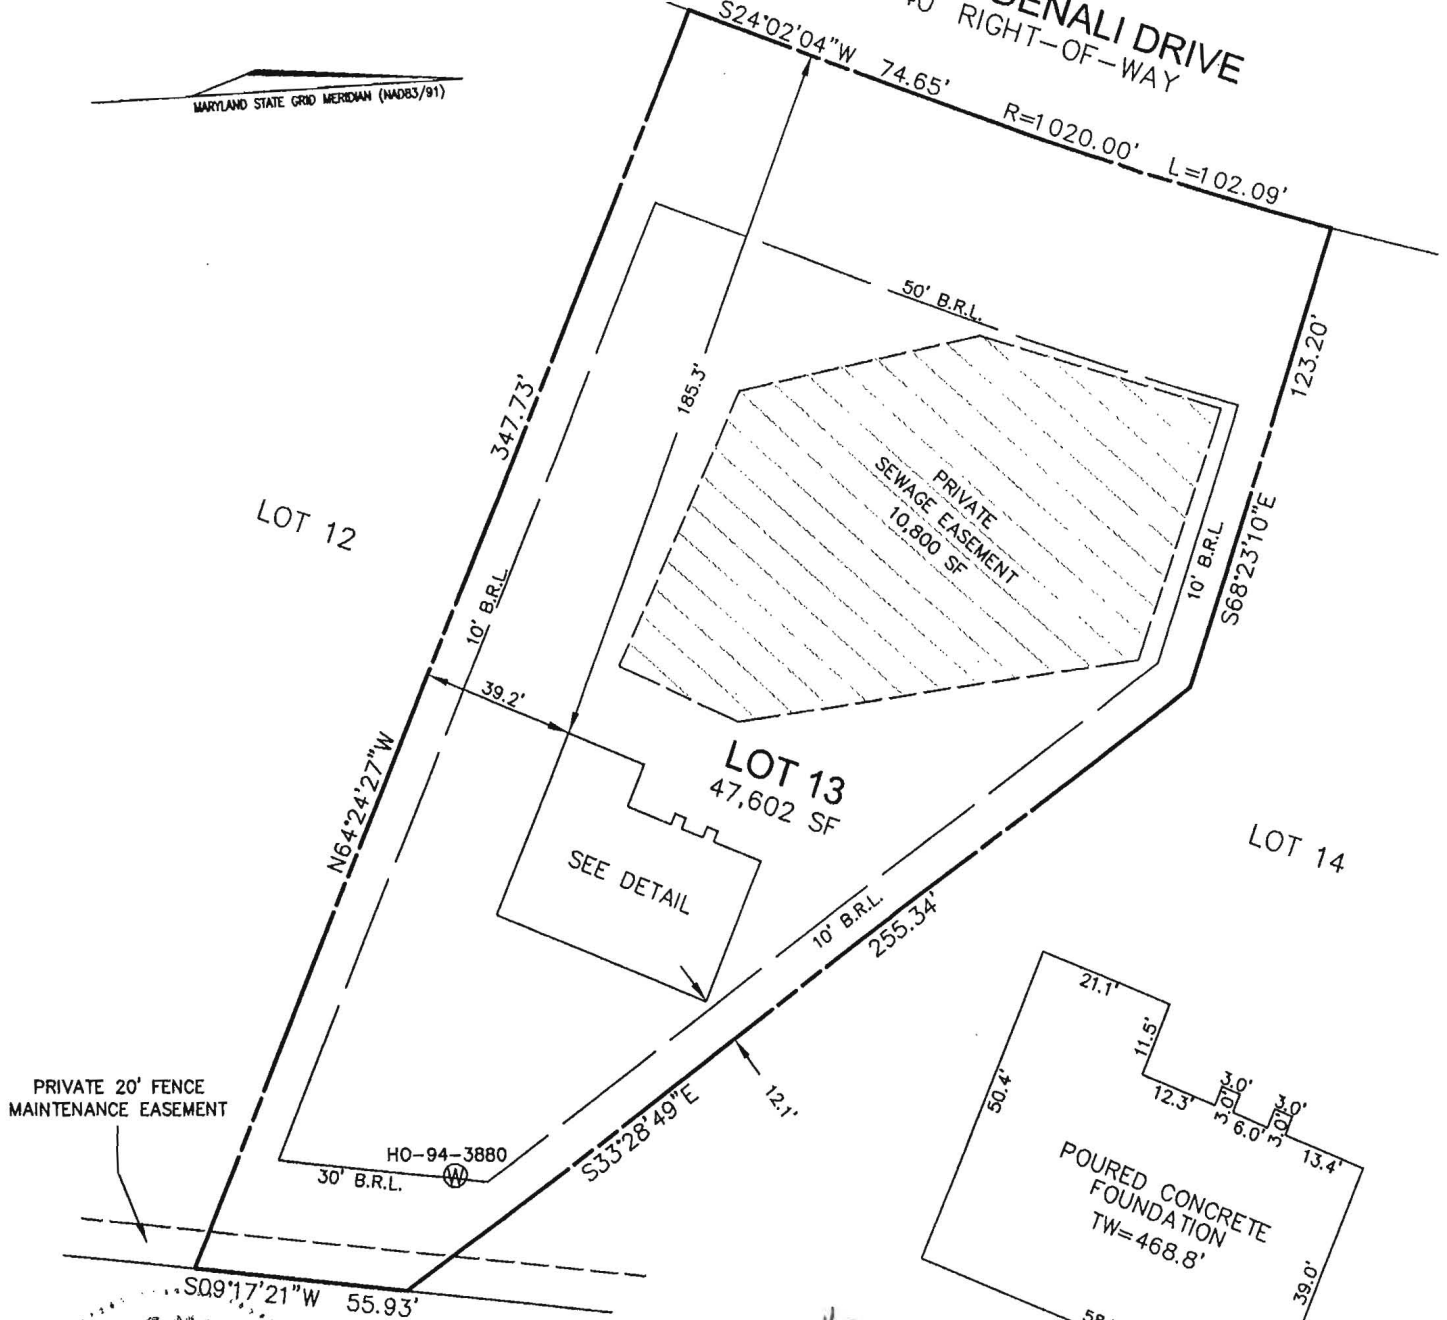 DENALI DRIVE
RIGHT-OF-WAY
S24°02'04"W 74.65'
R=1020.00' L=102.09'
MARYLAND STATE GRID MERIDIAN (NAD83/91)
50' B.R.L.
185.3'
347.73'
123.20'
PRIVATE
SEWAGE EASEMENT
10,800 SF
LOT 12
10' B.R.L.
10' B.R.L.
S68°23'10"E
39.2'
LOT 13
47,602 SF
N64°24'27"W
SEE DETAIL
LOT 14
10' B.R.L.
255.34'
21.1'
11.5'
50.4'
12.3'
3.0'
3.0'
6.0'
3.0'
3.0'
13.4'
PRIVATE 20' FENCE
MAINTENANCE EASEMENT
12.1'
S33°28'49"E
HO-94-3880
W
30' B.R.L.
POURED CONCRETE
FOUNDATION
TW=468.8'
39.0'
S09°17'21"W 55.93'